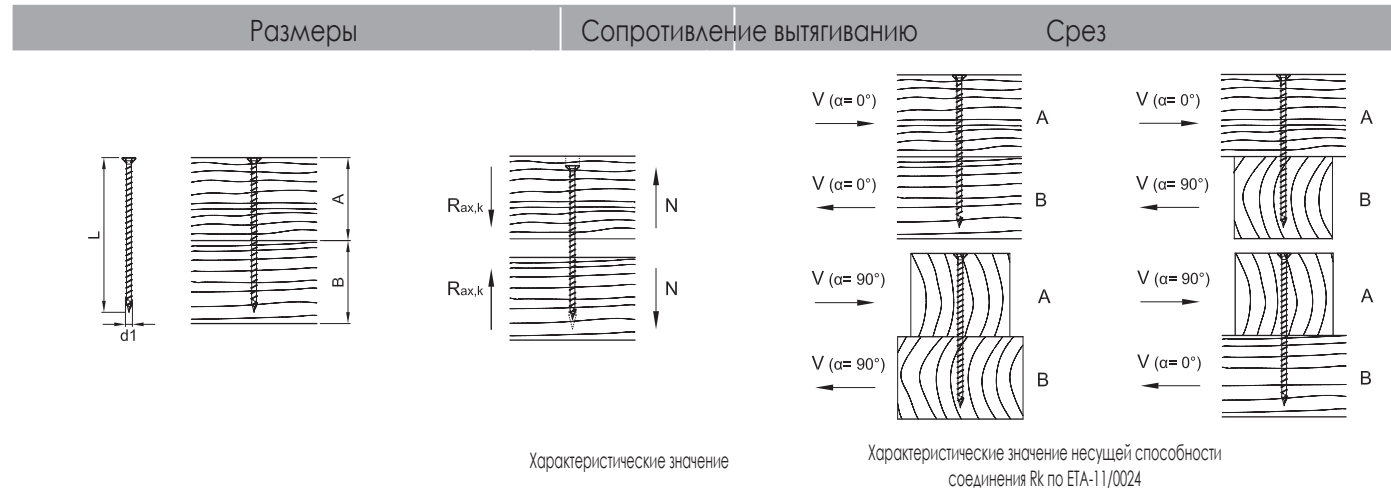 Размеры
Сопротивление вытягиванию
Срез
L
d1
A
B
Rax,k
N
Rax,k
N
V (α= 0°)
A
V (α= 0°)
B
V (α= 0°)
A
V (α= 90°)
B
V (α= 90°)
A
V (α= 90°)
B
V (α= 90°)
A
V (α= 0°)
B
Характеристические значение
Характеристические значение несущей способности
соединения Rk по ETA-11/0024